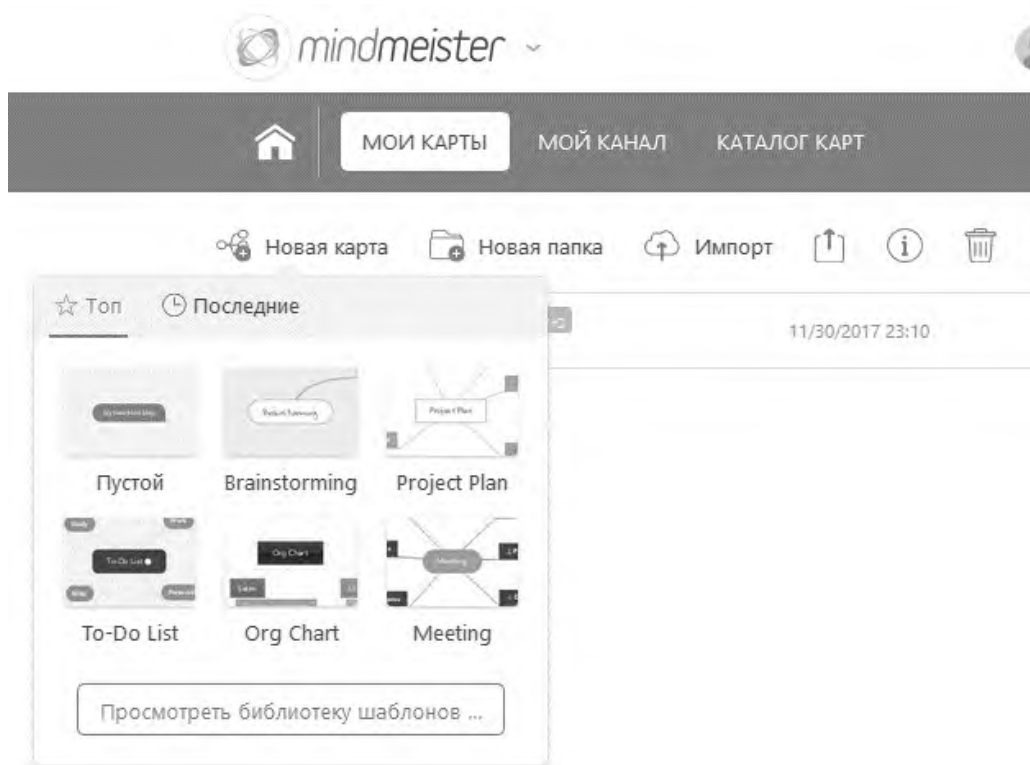 mindmeister
МОИ КАРТЫ МОЙ КАНАЛ КАТАЛОГ КАРТ
Новая карта Новая папка Импорт
Топ Последние
11/30/2017 23:10
Brainstorming Project Plan
Пустой Brainstorming Project Plan
To-Do List Org Chart Meeting
To-Do List Org Chart Meeting
Просмотреть библиотеку шаблонов ...